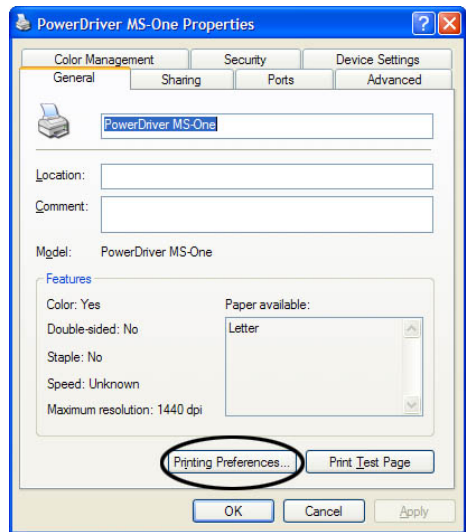 PowerDriver MS-One Properties
Color Management Security Device Settings
General Sharing Ports Advanced
PowerDriver MS-One
Location:
Comment:
Model: PowerDriver MS-One
Features
Color: Yes Paper available:
Double-sided: No Letter
Staple: No
Speed: Unknown
Maximum resolution: 1440 dpi
Printing Preferences... Print Test Page
OK Cancel Apply